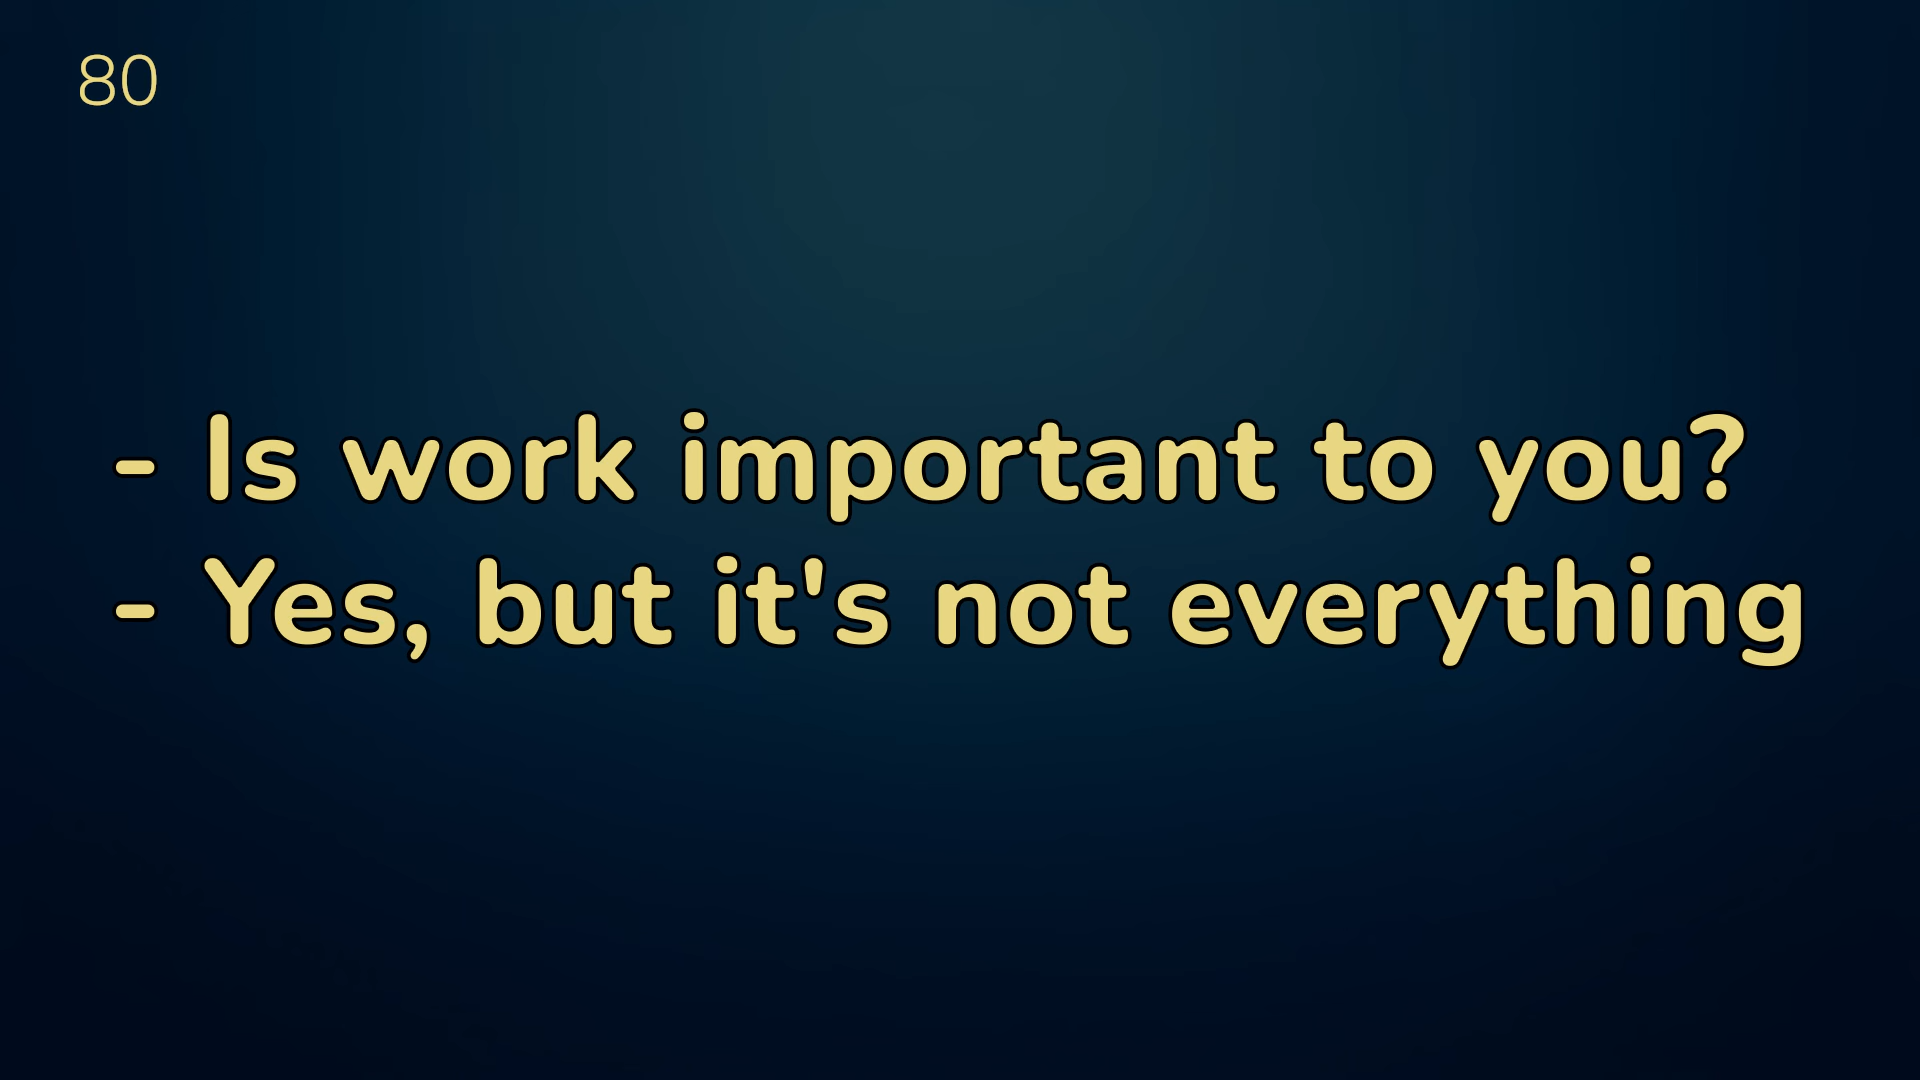 80
- Is work important to you?
- Yes, but it's not everything